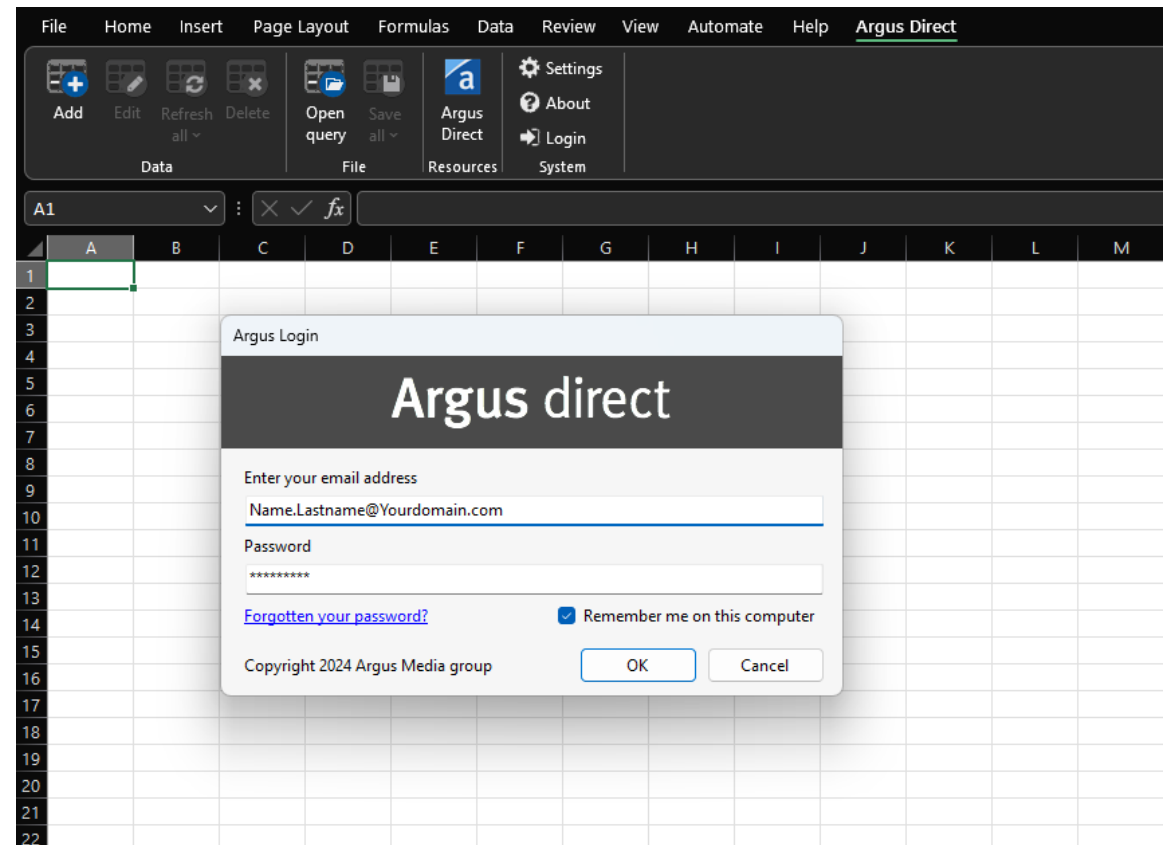 File Home Insert Page Layout Formulas Data Review View Automate Help Argus Direct
Add Edit Refresh all Delete Open query Save all Argus Direct Settings
About
Login
Data File Resources System
A1 fx
A B C D E F G H I J K L M
1
2
3
4
5
6
7
8
9
10
11
12
13
14
15
16
17
18
19
20
21
22
Argus Login
Argus direct
Enter your email address
Name.Lastname@Yourdomain.com
Password
*********
Forgotten your password? Remember me on this computer
Copyright 2024 Argus Media group OK Cancel